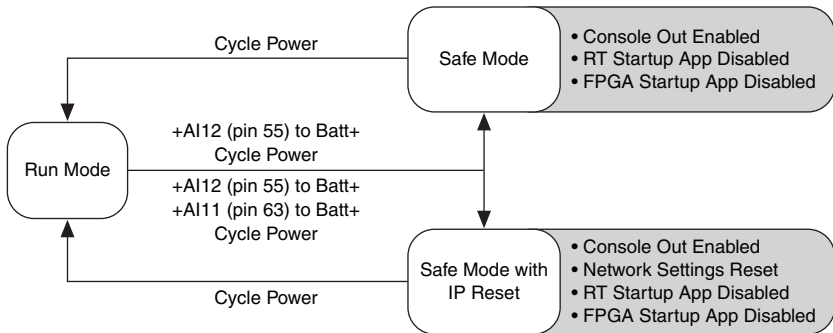 Cycle Power
Safe Mode
• Console Out Enabled
• RT Startup App Disabled
• FPGA Startup App Disabled
Run Mode
+AI12 (pin 55) to Batt+
Cycle Power
+AI12 (pin 55) to Batt+
+AI11 (pin 63) to Batt+
Cycle Power
Cycle Power
Safe Mode with
IP Reset
• Console Out Enabled
• Network Settings Reset
• RT Startup App Disabled
• FPGA Startup App Disabled